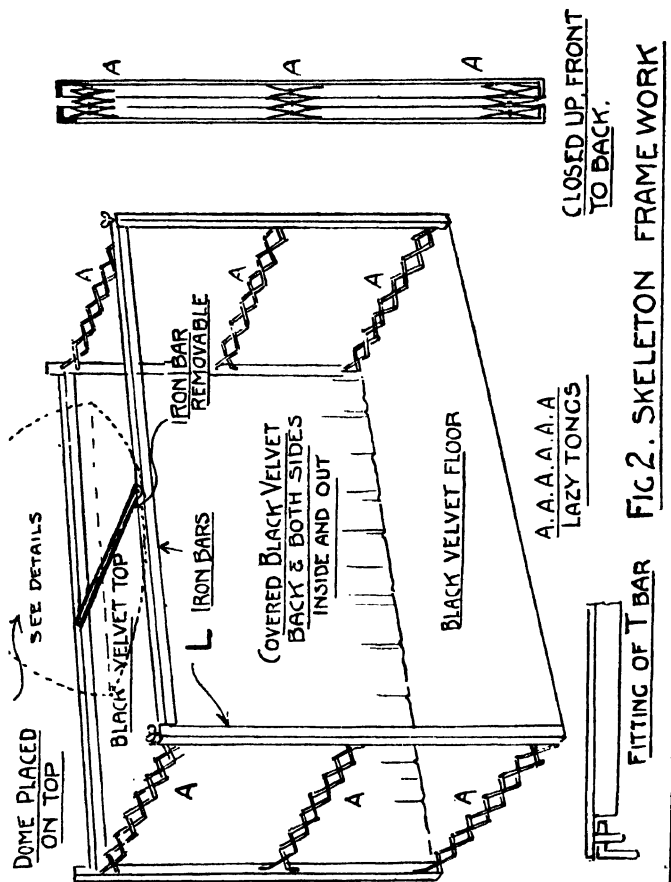 DOME PLACED
ON TOP
SEE DETAILS
BLACK VELVET TOP
IRON BAR
REMOVABLE
L IRON BARS
COVERED BLACK VELVET
BACK & BOTH SIDES
INSIDE AND OUT
BLACK VELVET FLOOR
A
A
A
A
A
A
A
A
A
CLOSED UP, FRONT
TO BACK.
A.A.A.A.A.A
LAZY TONGS
FITTING OF T BAR
FIG 2. SKELETON FRAME WORK